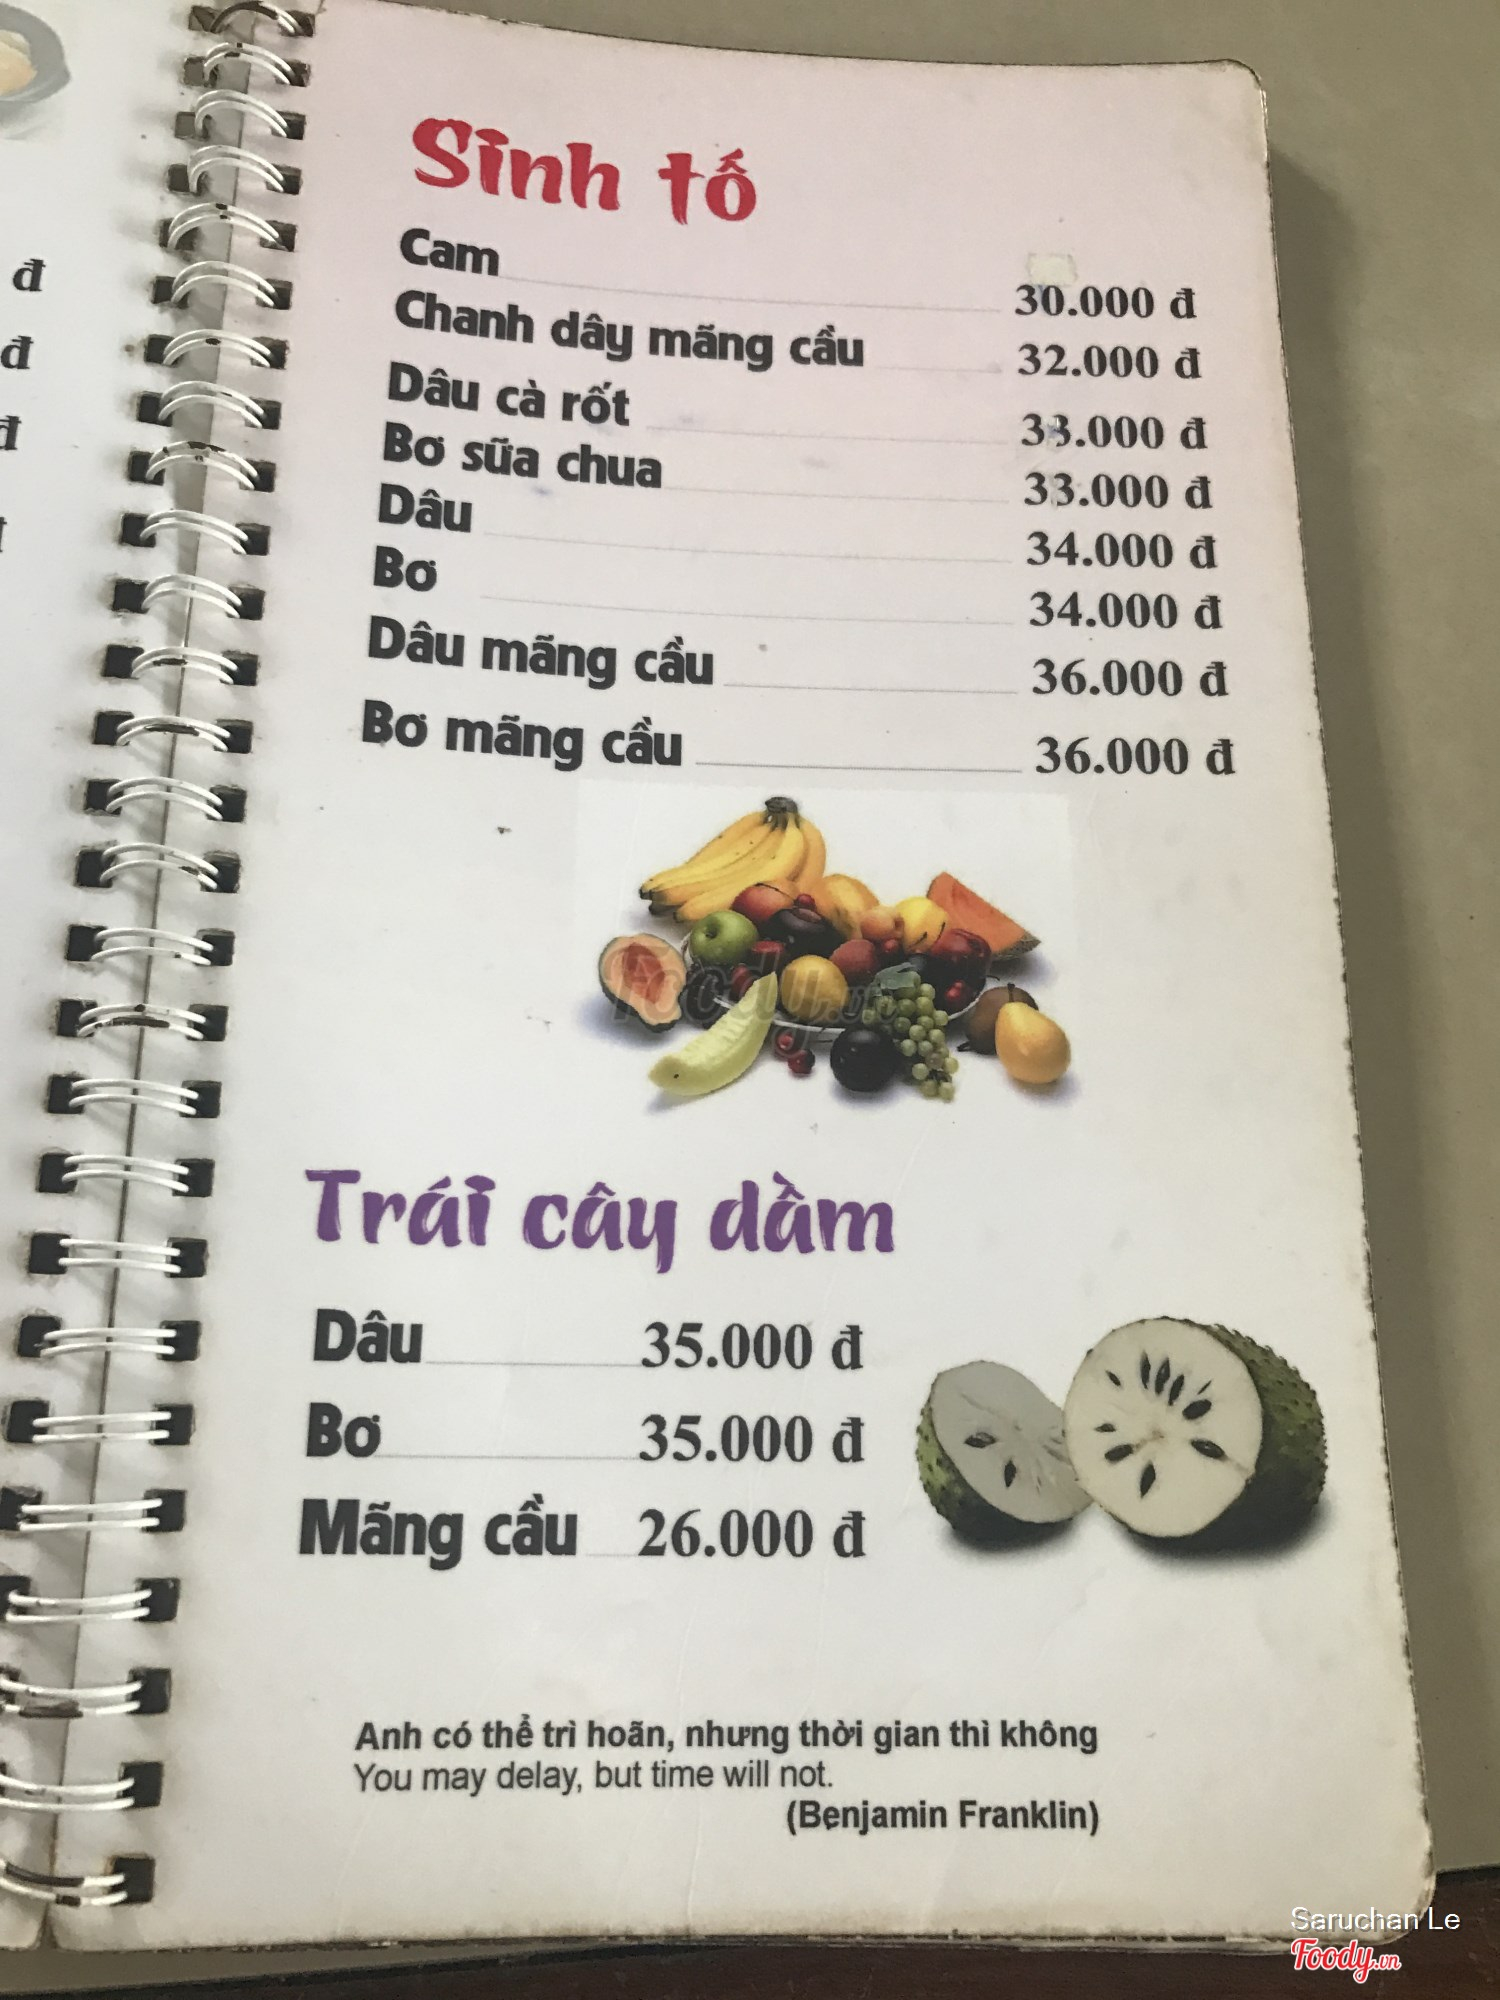 Sinh tố
Cam 30.000 đ
Chanh dây mãng cầu 32.000 đ
Dâu cà rốt 33.000 đ
Bơ sữa chua 33.000 đ
Dâu 34.000 đ
Bơ 34.000 đ
Dâu mãng cầu 36.000 đ
Bơ mãng cầu 36.000 đ
Foody.vn
Trái cây dầm
Dâu 35.000 đ
Bơ 35.000 đ
Mãng cầu 26.000 đ
Anh có thể trì hoãn, nhưng thời gian thì không
You may delay, but time will not.
(Benjamin Franklin)
đ
đ
đ
Saruchan Le
Foody.vn